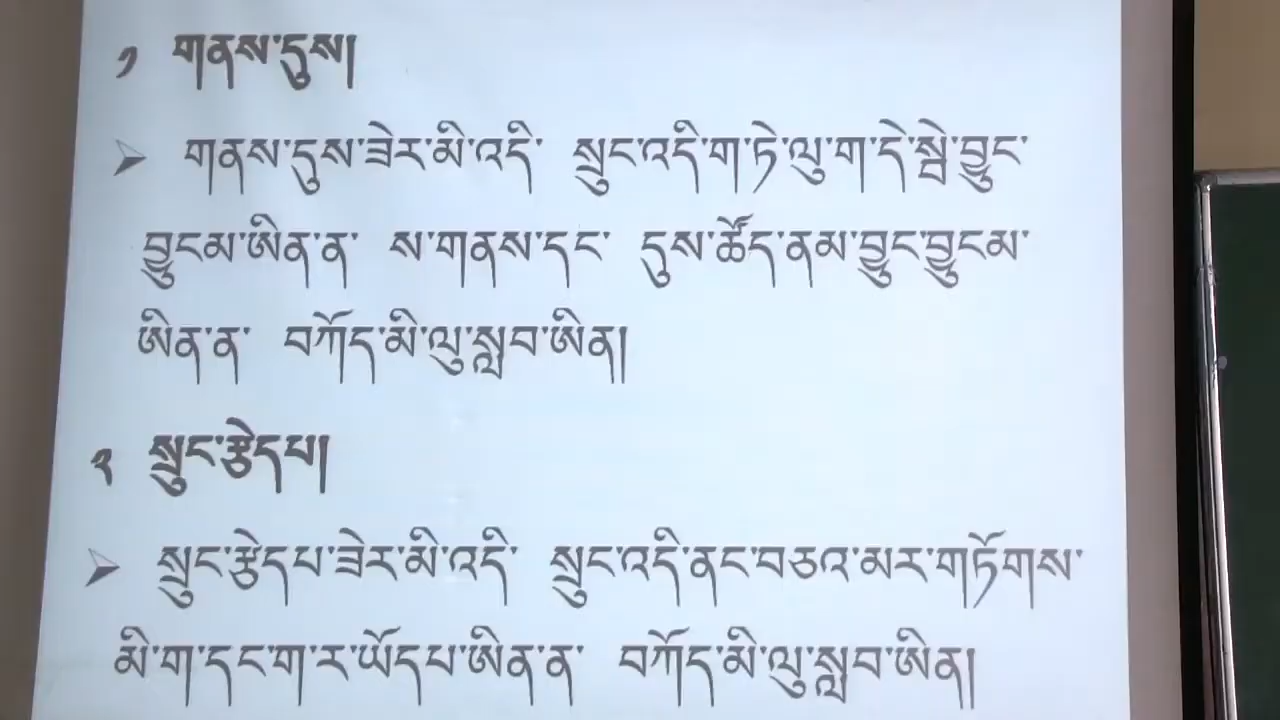 ༡ གནས་དུས།
གནས་དུས་ཟེར་མི་འདི་ སྲུང་འདི་ག་ཏེ་ལུ་ག་དེ་སྦེ་བྱུང་
བྱུངམ་ཨིན་ན་ ས་གནས་དང་ དུས་ཚོད་ནམ་བྱུང་བྱུངམ་
ཨིན་ན་ བཀོད་མི་ལུ་སླབ་ཨིན།
༢ སྲུང་རྩེདཔ།
སྲུང་རྩེདཔ་ཟེར་མི་འདི་ སྲུང་འདི་ནང་བཅའ་མར་གཏོགས་
མི་ག་དང་ག་ར་ཡོདཔ་ཨིན་ན་ བཀོད་མི་ལུ་སླབ་ཨིན།